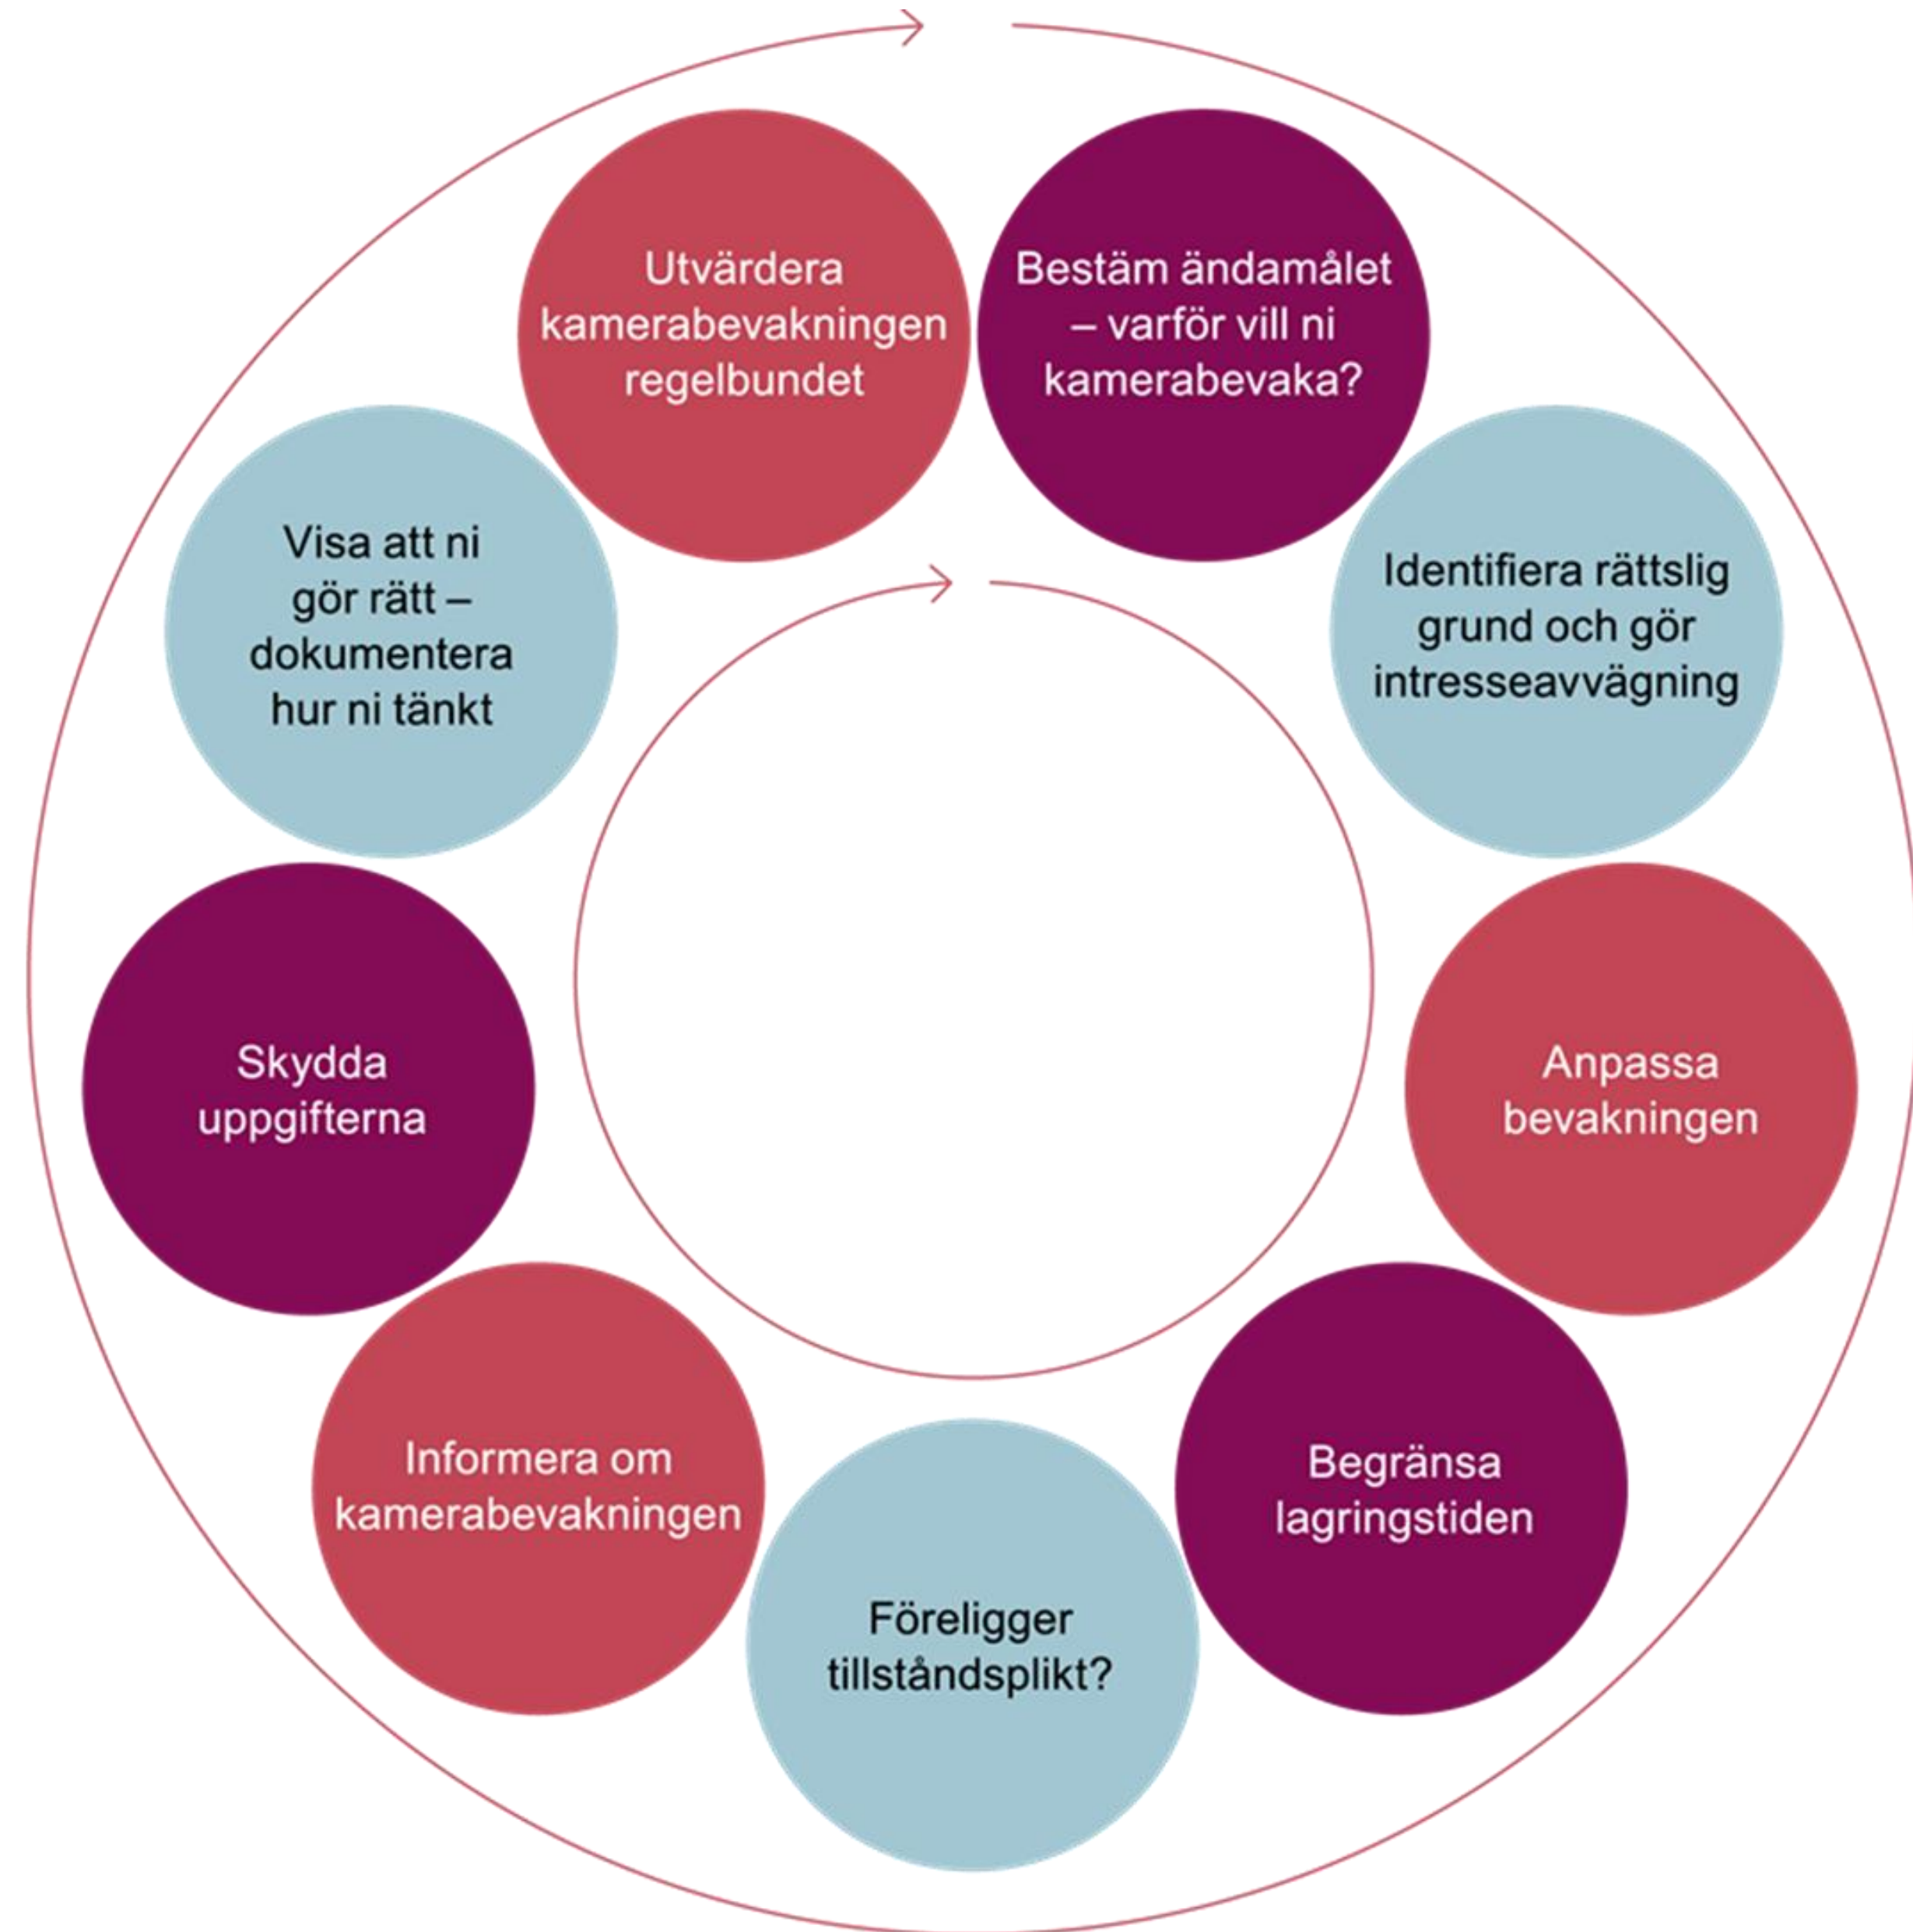 Bestäm ändamålet
– varför vill ni
kamerabevaka?
Identifiera rättslig
grund och gör
intresseavvägning
Anpassa
bevakningen
Begränsa
lagringstiden
Föreligger
tillståndsplikt?
Informera om
kamerabevakningen
Skydda
uppgifterna
Visa att ni
gör rätt –
dokumentera
hur ni tänkt
Utvärdera
kamerabevakningen
regelbundet